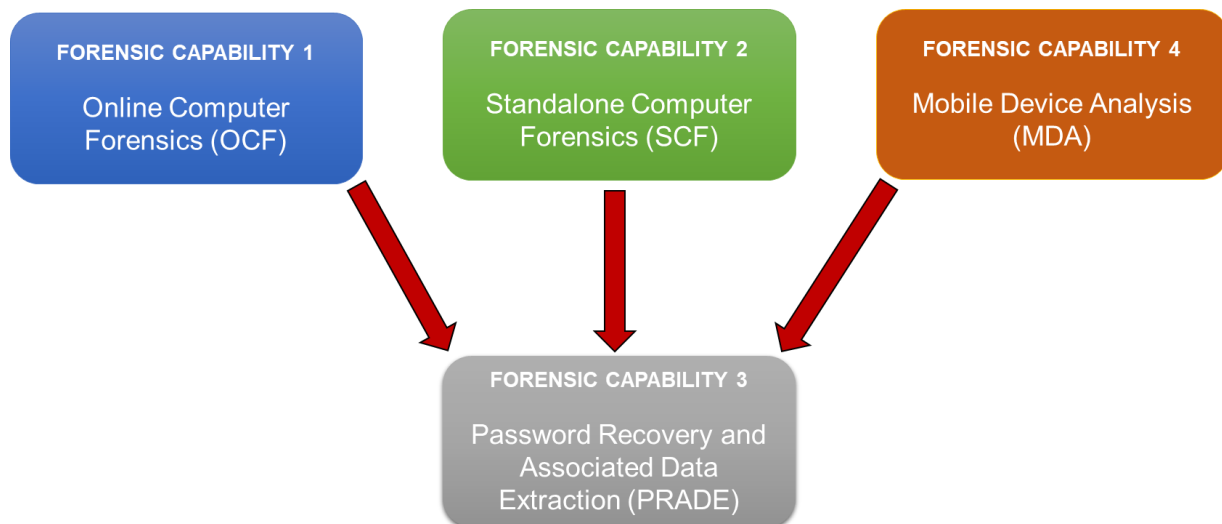 FORENSIC CAPABILITY 1
Online Computer
Forensics (OCF)
FORENSIC CAPABILITY 2
Standalone Computer
Forensics (SCF)
FORENSIC CAPABILITY 4
Mobile Device Analysis
(MDA)
FORENSIC CAPABILITY 3
Password Recovery and
Associated Data
Extraction (PRADE)